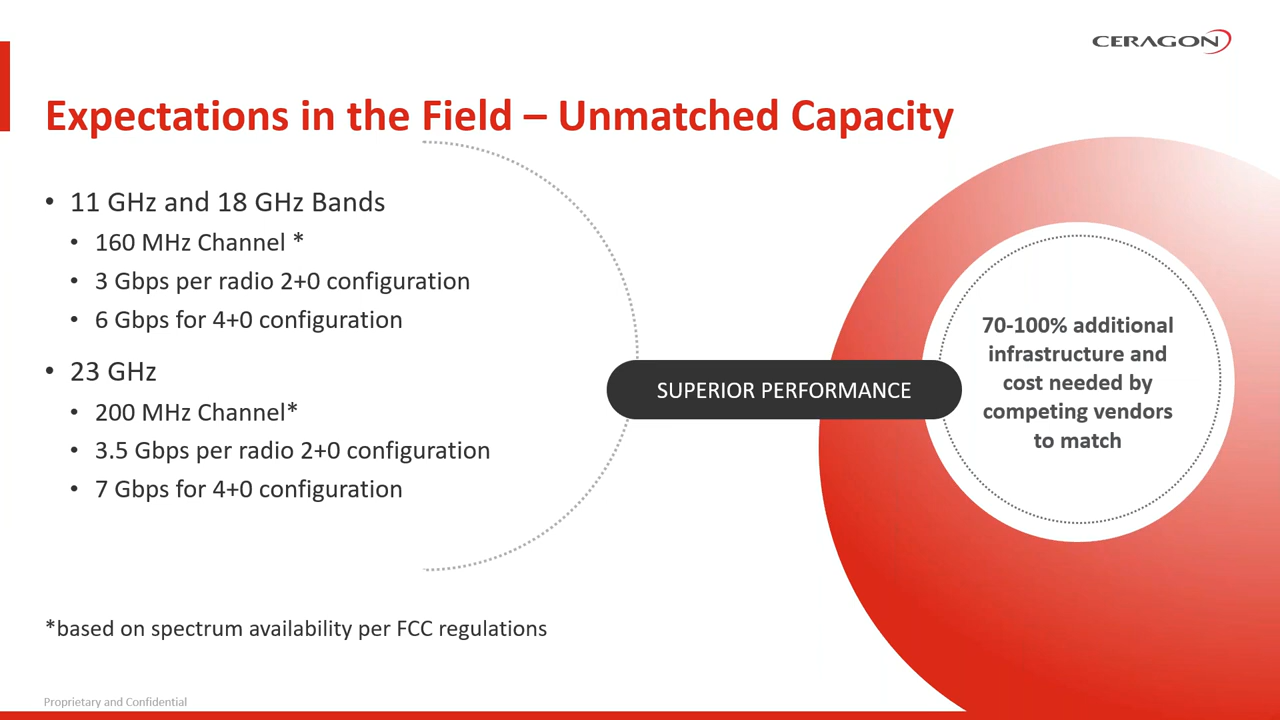 CERAGON
Expectations in the Field – Unmatched Capacity
• 11 GHz and 18 GHz Bands
• 160 MHz Channel *
• 3 Gbps per radio 2+0 configuration
• 6 Gbps for 4+0 configuration
• 23 GHz
• 200 MHz Channel*
• 3.5 Gbps per radio 2+0 configuration
• 7 Gbps for 4+0 configuration
SUPERIOR PERFORMANCE
70-100% additional
infrastructure and
cost needed by
competing vendors
to match
*based on spectrum availability per FCC regulations
Proprietary and Confidential